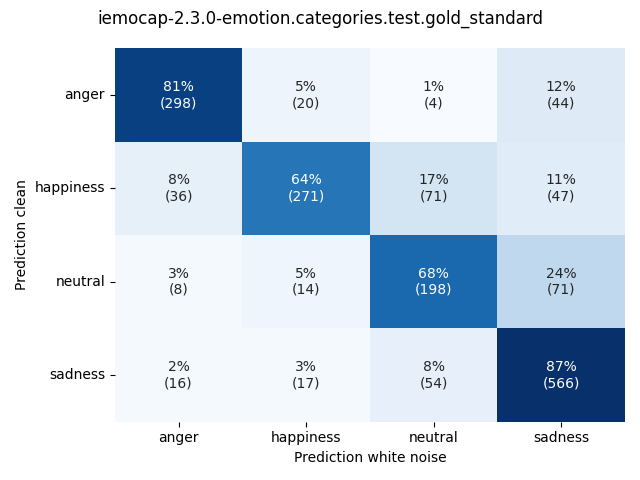 iemocap-2.3.0-emotion.categories.test.gold_standard
Prediction clean
anger
81% 5% 1% 12%
(298) (20) (4) (44)
happiness
8% 64% 17% 11%
(36) (271) (71) (47)
neutral
3% 5% 68% 24%
(8) (14) (198) (71)
sadness
2% 3% 8% 87%
(16) (17) (54) (566)
anger happiness neutral sadness
Prediction white noise